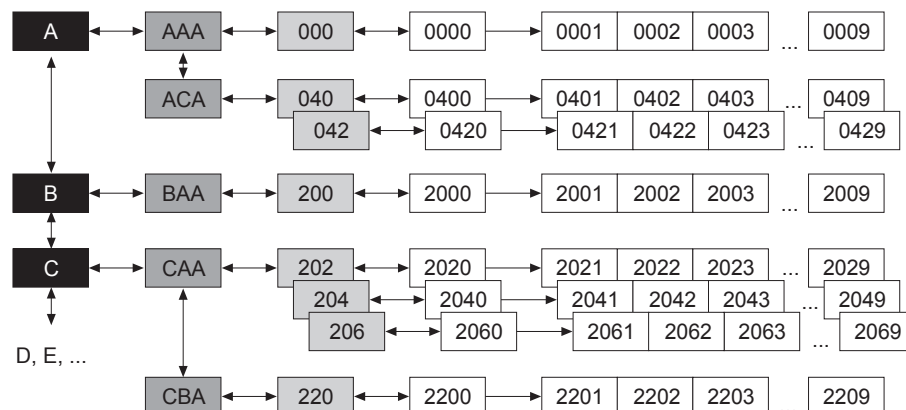 A AAA 000 0000 0001 0002 0003 ... 0009
ACA 040 0400 0401 0402 0403 ... 0409
042 0420 0421 0422 0423 ... 0429
B BAA 200 2000 2001 2002 2003 ... 2009
C CAA 202 2020 2021 2022 2023 ... 2029
204 2040 2041 2042 2043 ... 2049
206 2060 2061 2062 2063 ... 2069
D, E, ...
CBA 220 2200 2201 2202 2203 ... 2209